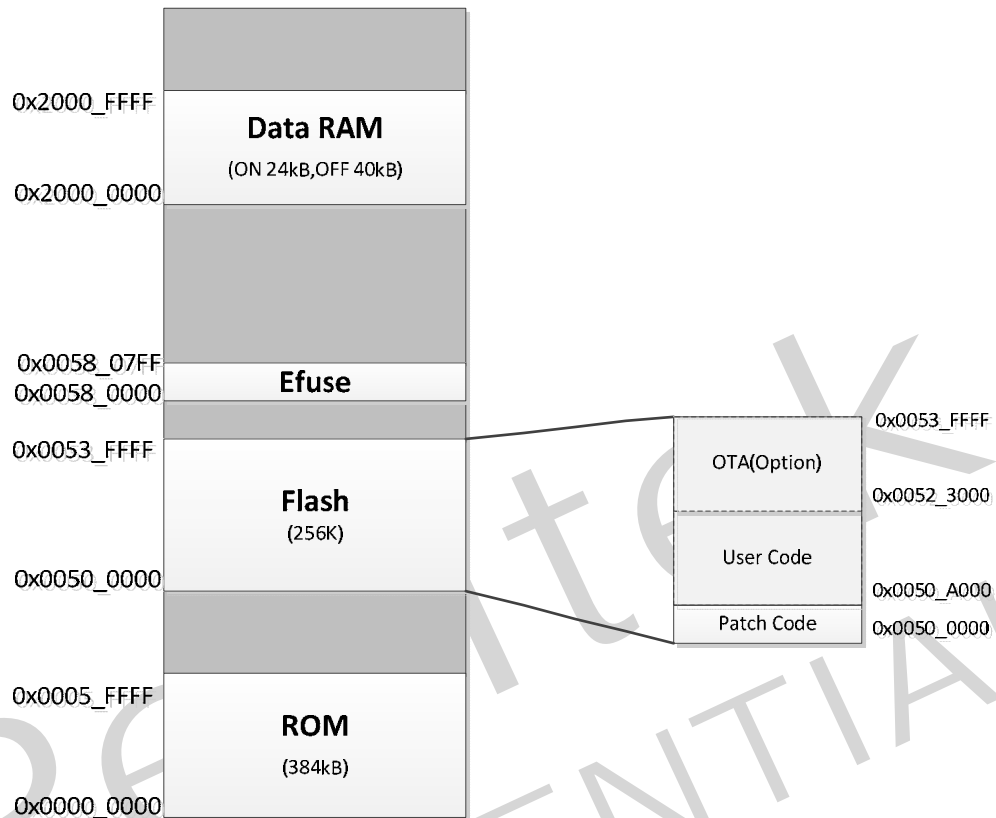 0x2000_FFFF
Data RAM
(ON 24kB,OFF 40kB)
0x2000_0000
0x0058_07FF
Efuse
0x0058_0000
0x0053_FFFF
Flash
(256K)
0x0050_0000
0x0053_FFFF
OTA(Option)
0x0052_3000
User Code
0x0050_A000
Patch Code
0x0050_0000
0x0005_FFFF
ROM
(384kB)
0x0000_0000